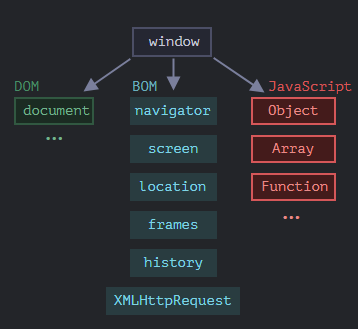 window
DOM
document
...
BOM
navigator
screen
location
frames
history
XMLHttpRequest
JavaScript
Object
Array
Function
...